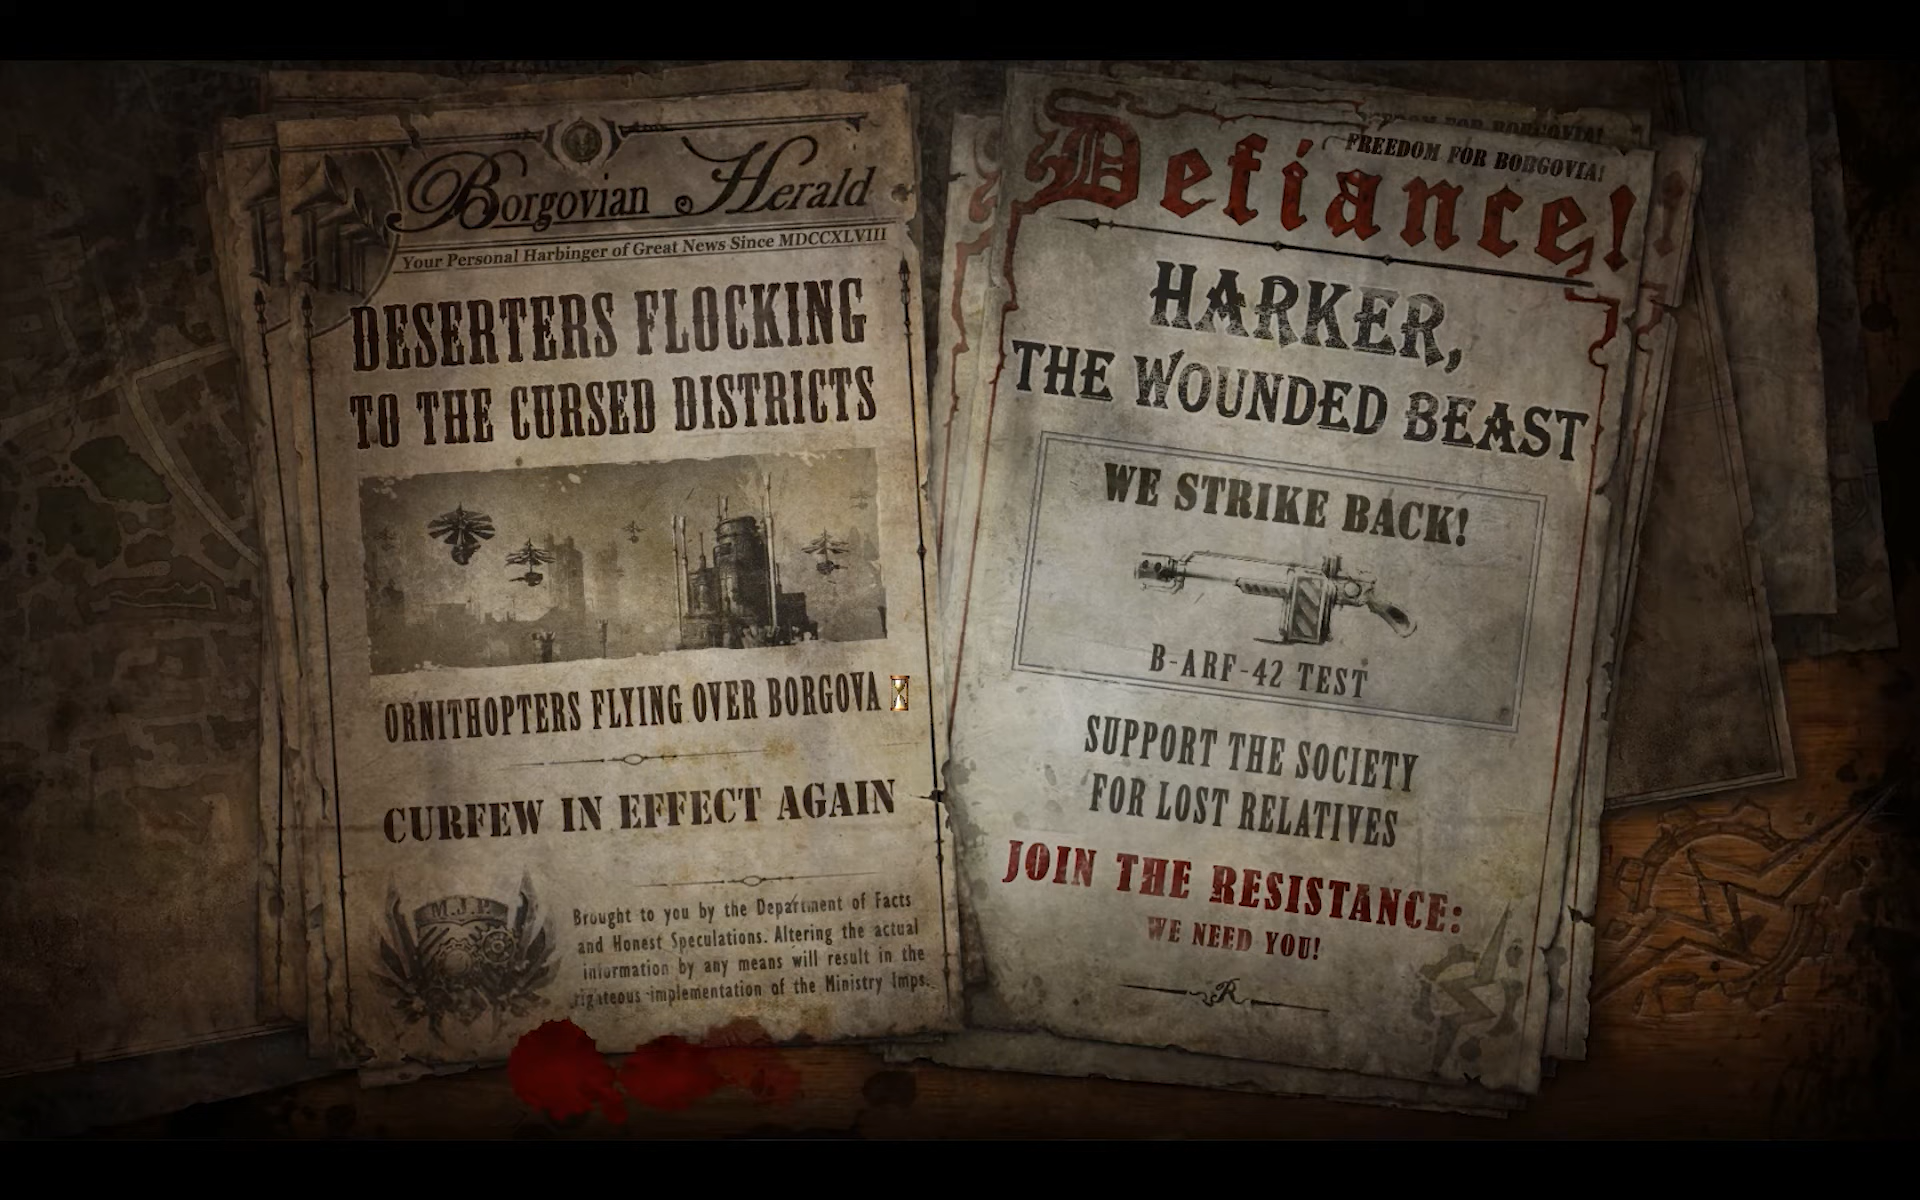 Borgovian Herald
Your Personal Harbinger of Great News Since MDCCXLVIII
DESERTERS FLOCKING
TO THE CURSED DISTRICTS
ORNITHOPTERS FLYING OVER BORGOVA
CURFEW IN EFFECT AGAIN
M.J.P.
Brought to you by the Department of Facts
and Honest Speculations. Altering the actual
information by any means will result in the
righteous implementation of the Ministry Imps.
FREEDOM FOR BORGOVIA!
FREEDOM FOR BORGOVIA!
Defiance!
HARKER,
THE WOUNDED BEAST
WE STRIKE BACK!
B-ARF-42 TEST
SUPPORT THE SOCIETY
FOR LOST RELATIVES
JOIN THE RESISTANCE:
WE NEED YOU!
R